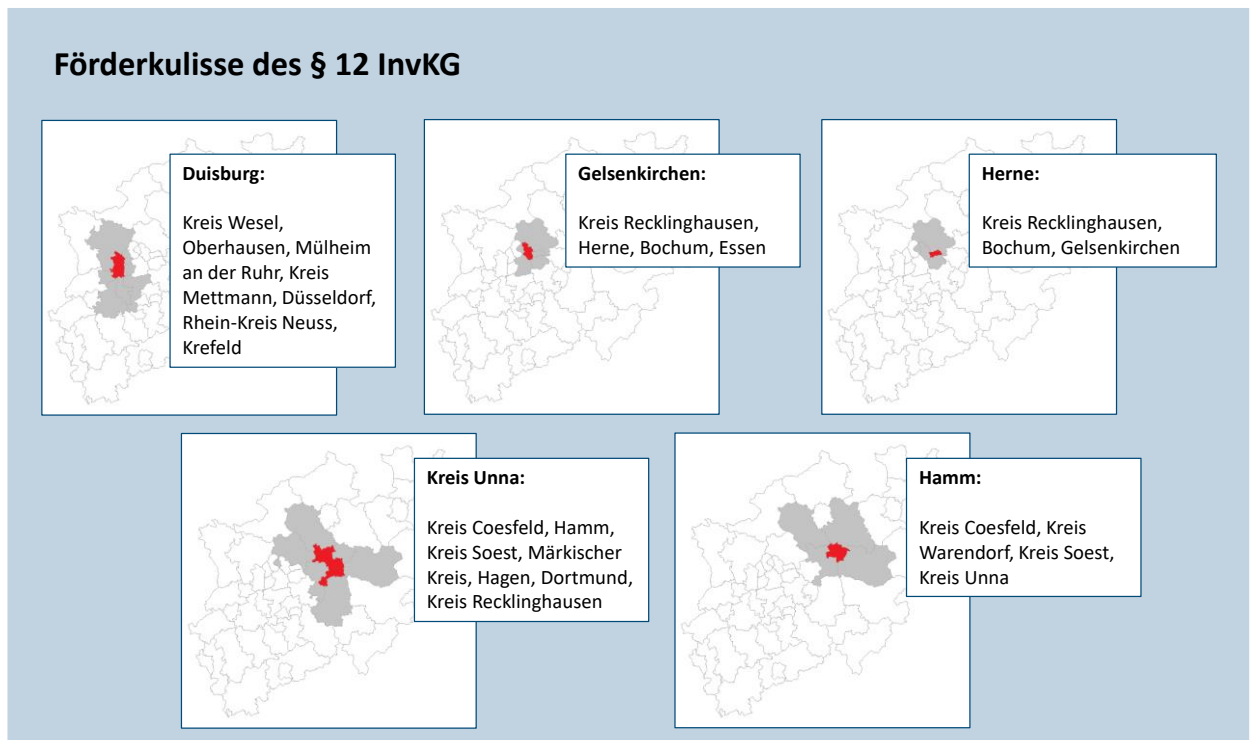 Förderkulisse des § 12 InvKG
Duisburg:
Kreis Wesel,
Oberhausen, Mülheim
an der Ruhr, Kreis
Mettmann, Düsseldorf,
Rhein-Kreis Neuss,
Krefeld
Gelsenkirchen:
Kreis Recklinghausen,
Herne, Bochum, Essen
Herne:
Kreis Recklinghausen,
Bochum, Gelsenkirchen
Kreis Unna:
Kreis Coesfeld, Hamm,
Kreis Soest, Märkischer
Kreis, Hagen, Dortmund,
Kreis Recklinghausen
Hamm:
Kreis Coesfeld, Kreis
Warendorf, Kreis Soest,
Kreis Unna